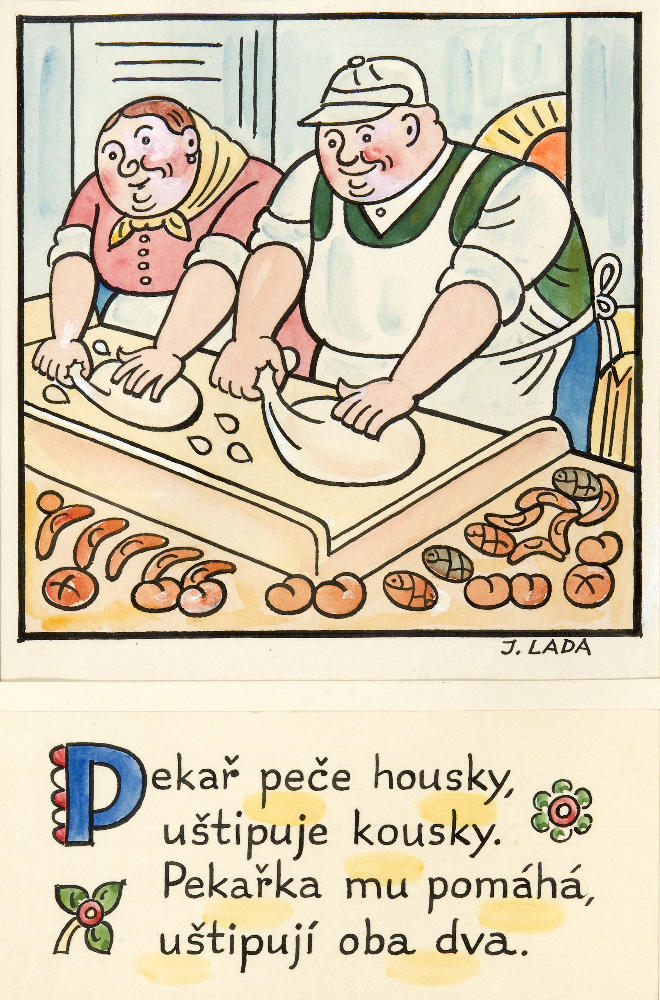 J. LADA
Pekař peče housky,
uštipuje kousky.
Pekařka mu pomáhá,
uštipují oba dva.